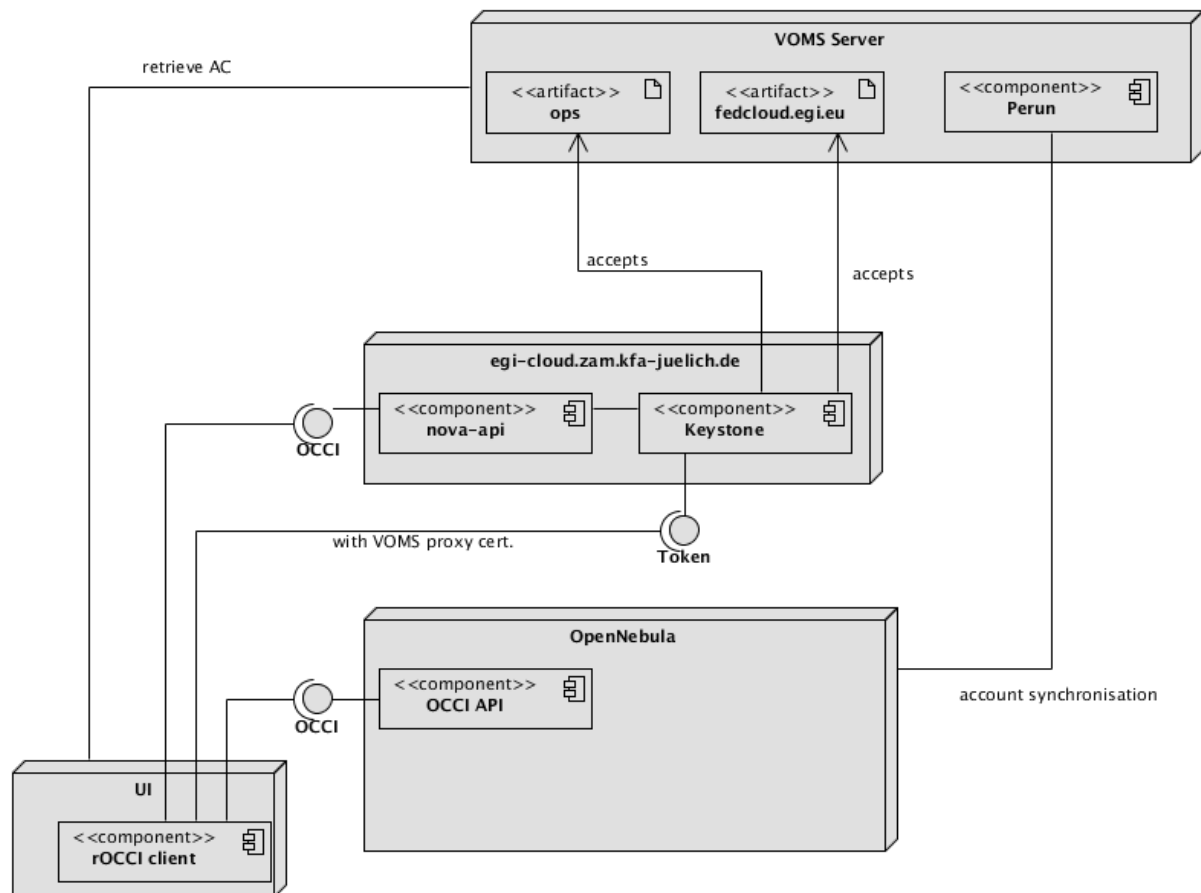 VOMS Server
retrieve AC
<<artifact>>
ops
<<artifact>>
fedcloud.egi.eu
<<component>>
Perun
accepts
accepts
egi-cloud.zam.kfa-juelich.de
<<component>>
nova-api
<<component>>
Keystone
OCCI
with VOMS proxy cert.
Token
OpenNebula
<<component>>
OCCI API
OCCI
account synchronisation
UI
<<component>>
rOCCI client